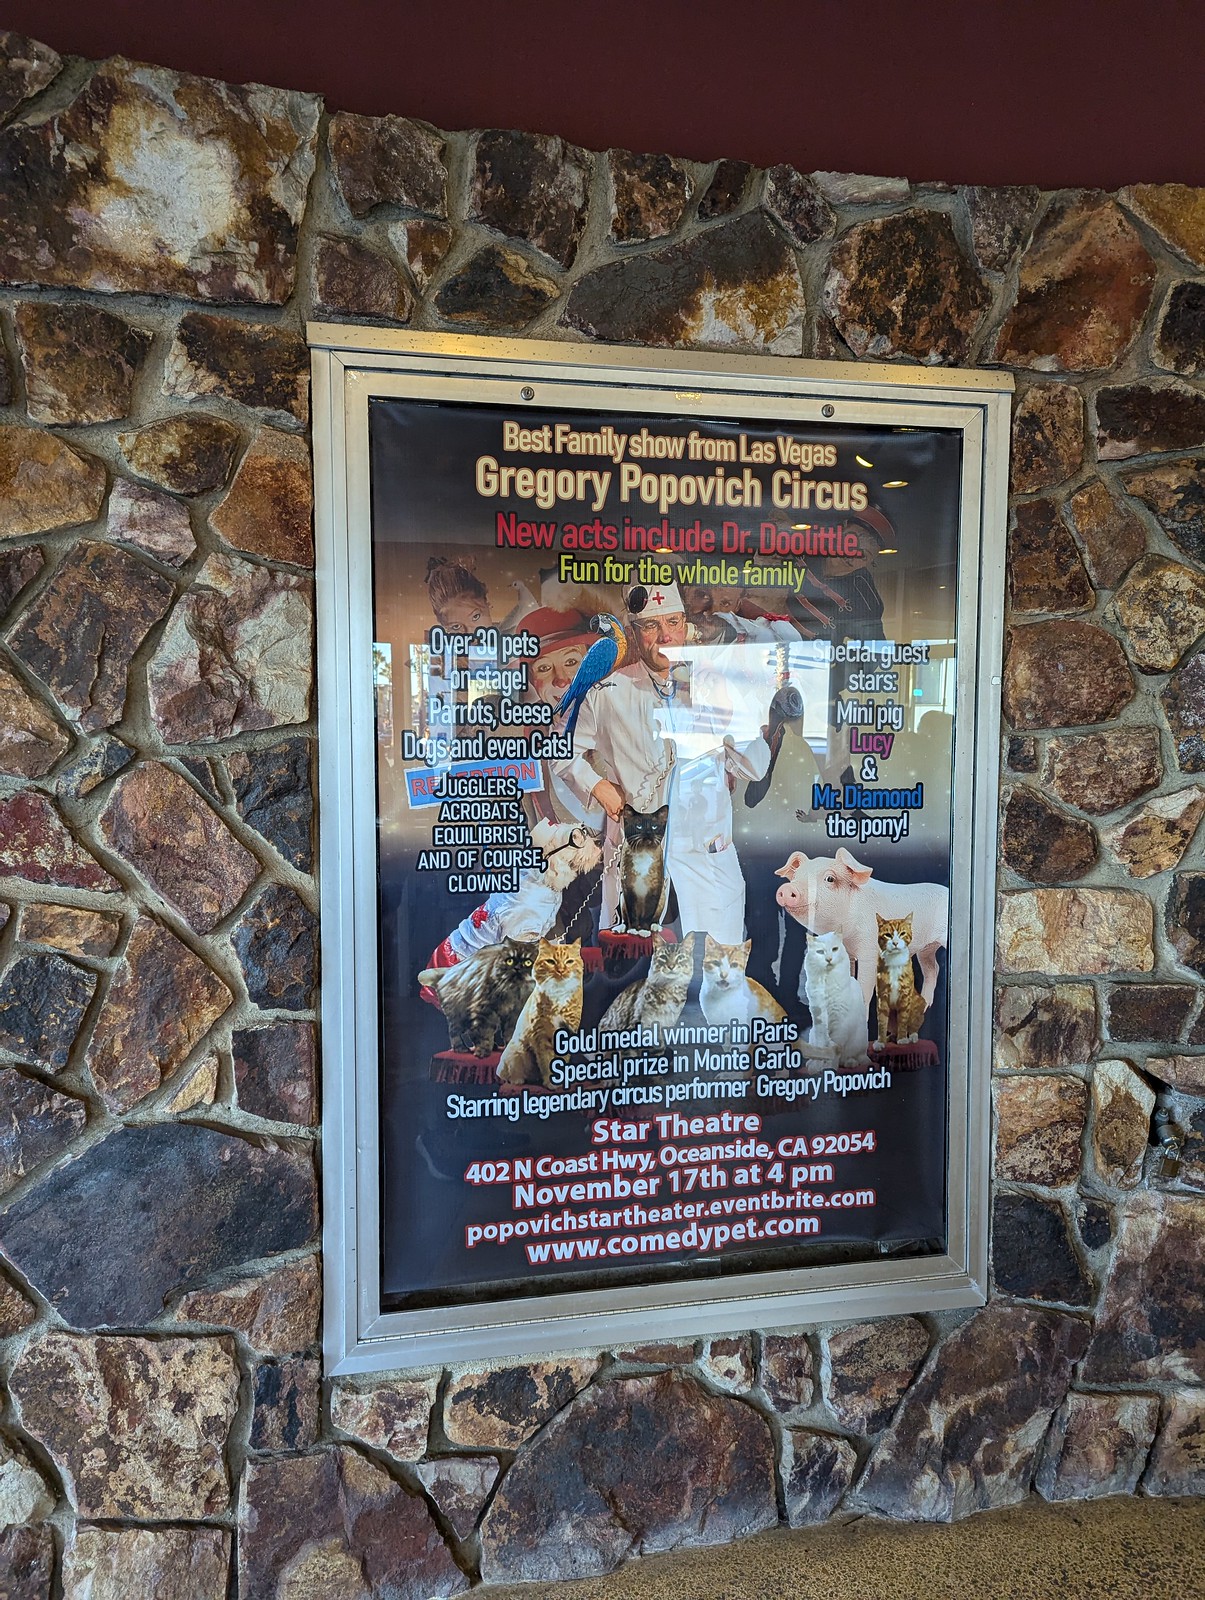 Best Family show from Las Vegas
Gregory Popovich Circus
New acts include Dr. Doolittle.
Fun for the whole family
Over 30 pets
on stage!
Parrots, Geese
Dogs and even Cats!
RECEPTION
JUGGLERS,
ACROBATS,
EQUILIBRIST,
AND OF COURSE,
CLOWNS!
Special guest
stars:
Mini pig
Lucy
&
Mr. Diamond
the pony!
Gold medal winner in Paris
Special prize in Monte Carlo
Starring legendary circus performer Gregory Popovich
Star Theatre
402 N Coast Hwy, Oceanside, CA 92054
November 17th at 4 pm
popovichstartheater.eventbrite.com
www.comedypet.com